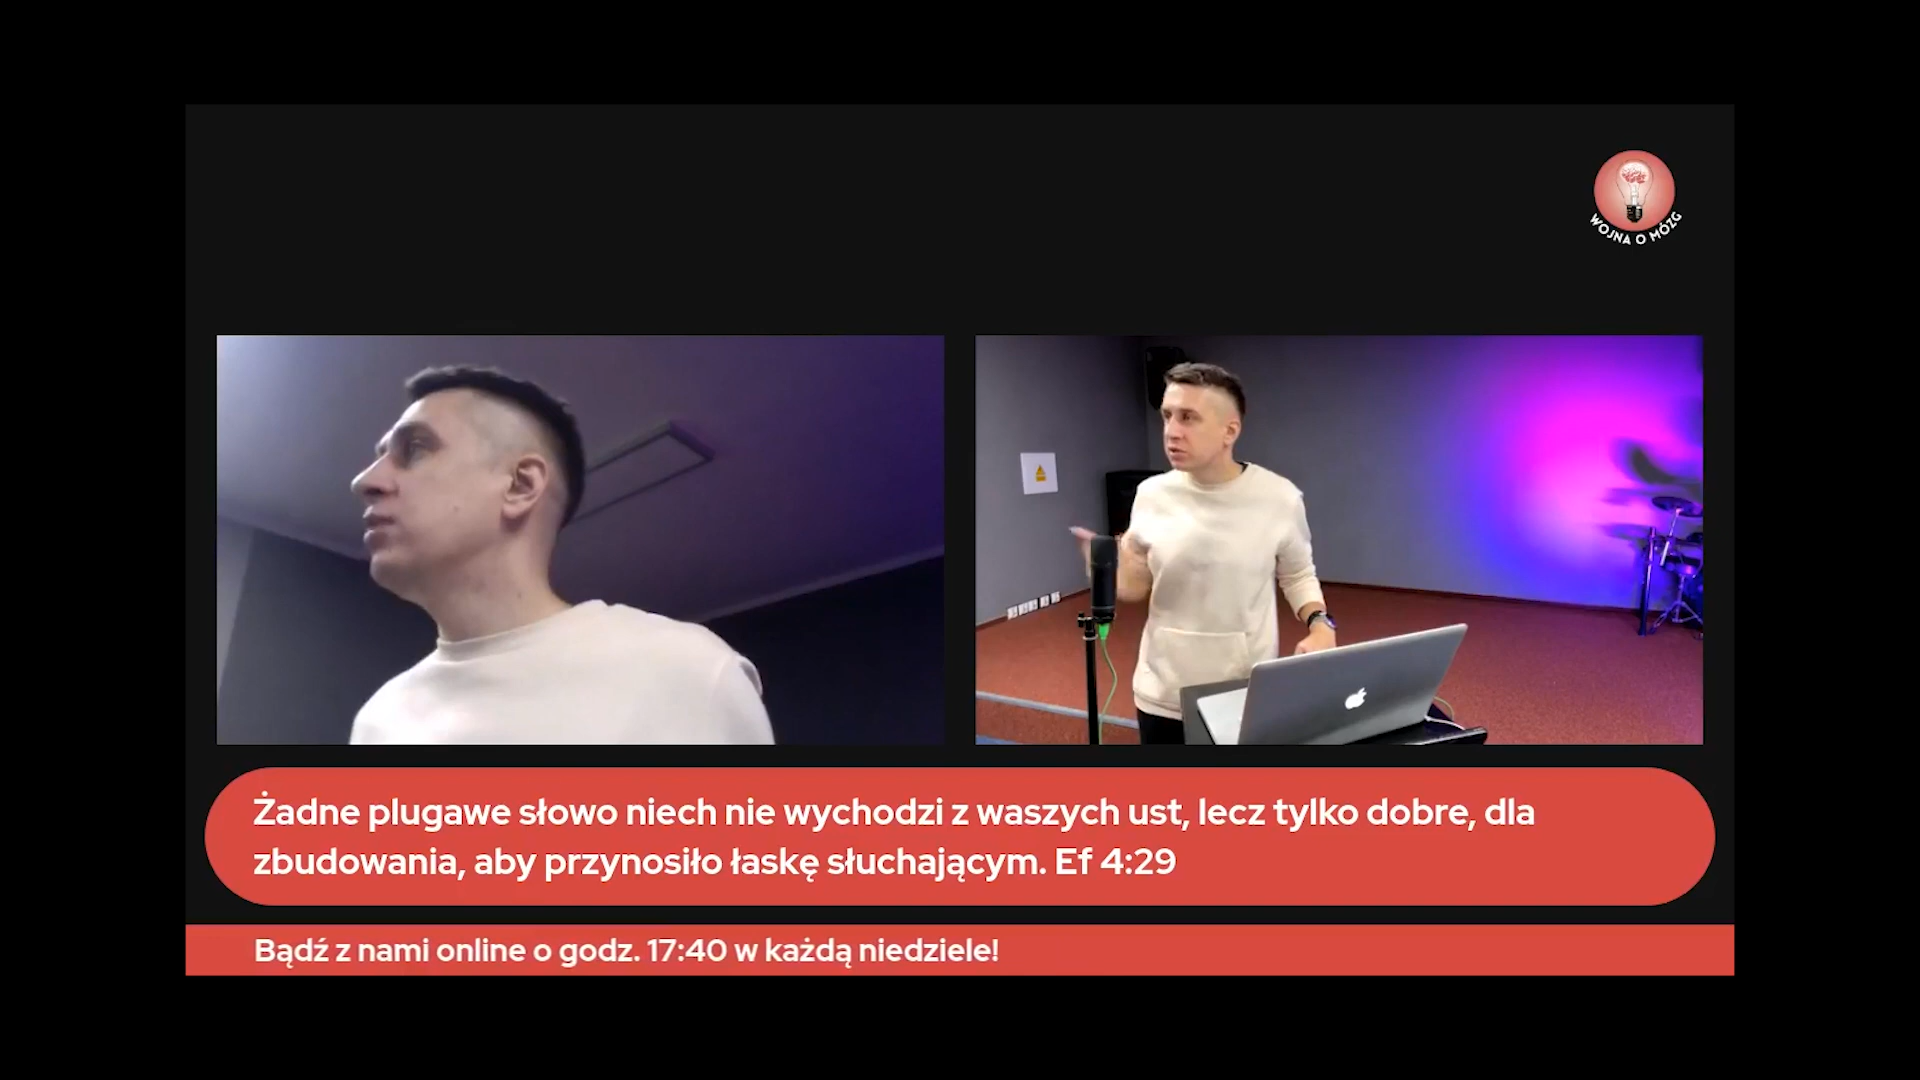 WOJNA O MÓZG
Żadne plugawe słowo niech nie wychodzi z waszych ust, lecz tylko dobre, dla
zbudowania, aby przynosiło łaskę słuchającym. Ef 4:29
Bądź z nami online o godz. 17:40 w każdą niedziele!